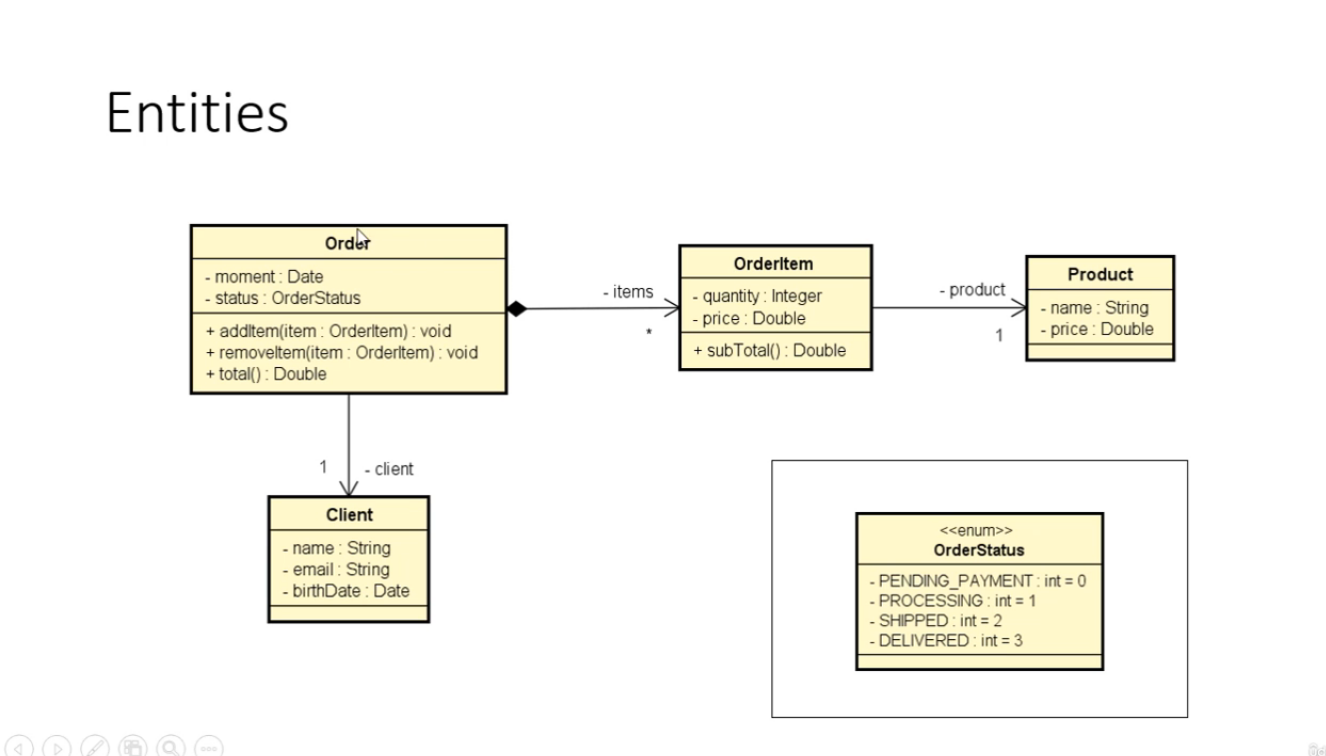 Entities
Order
- moment : Date
- status : OrderStatus
+ addItem(item : OrderItem) : void
+ removeItem(item : OrderItem) : void
+ total() : Double
- items
*
OrderItem
- quantity : Integer
- price : Double
+ subTotal() : Double
- product
1
Product
- name : String
- price : Double
1
- client
Client
- name : String
- email : String
- birthDate : Date
<<enum>>
OrderStatus
- PENDING_PAYMENT : int = 0
- PROCESSING : int = 1
- SHIPPED : int = 2
- DELIVERED : int = 3